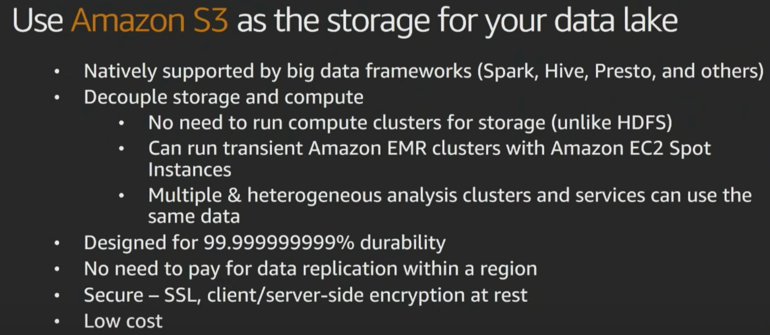 Use Amazon S3 as the storage for your data lake
• Natively supported by big data frameworks (Spark, Hive, Presto, and others)
• Decouple storage and compute
• No need to run compute clusters for storage (unlike HDFS)
• Can run transient Amazon EMR clusters with Amazon EC2 Spot
Instances
• Multiple & heterogeneous analysis clusters and services can use the
same data
• Designed for 99.999999999% durability
• No need to pay for data replication within a region
• Secure – SSL, client/server-side encryption at rest
• Low cost